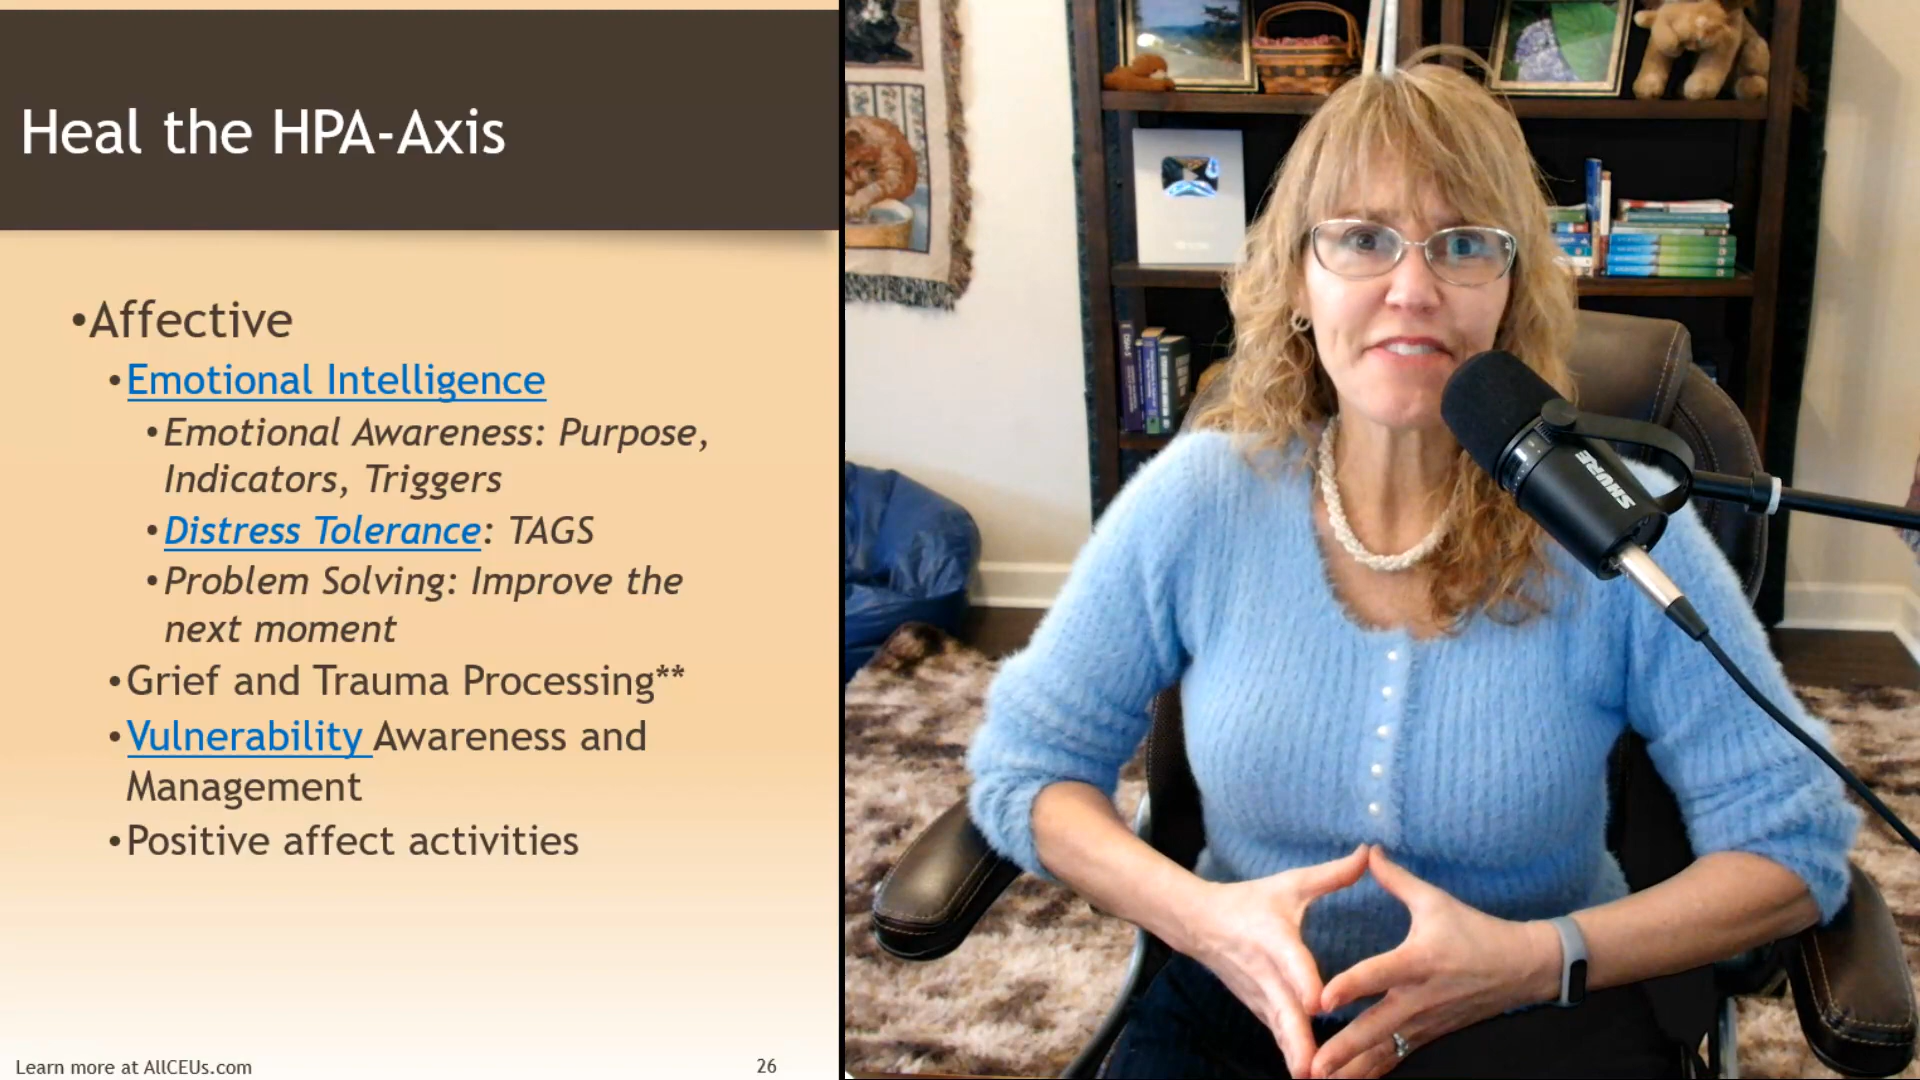 Heal the HPA-Axis
•Affective
•Emotional Intelligence
•Emotional Awareness: Purpose,
Indicators, Triggers
•Distress Tolerance: TAGS
•Problem Solving: Improve the
next moment
•Grief and Trauma Processing**
•Vulnerability Awareness and
Management
•Positive affect activities
Learn more at AllCEUs.com
26
SHURE